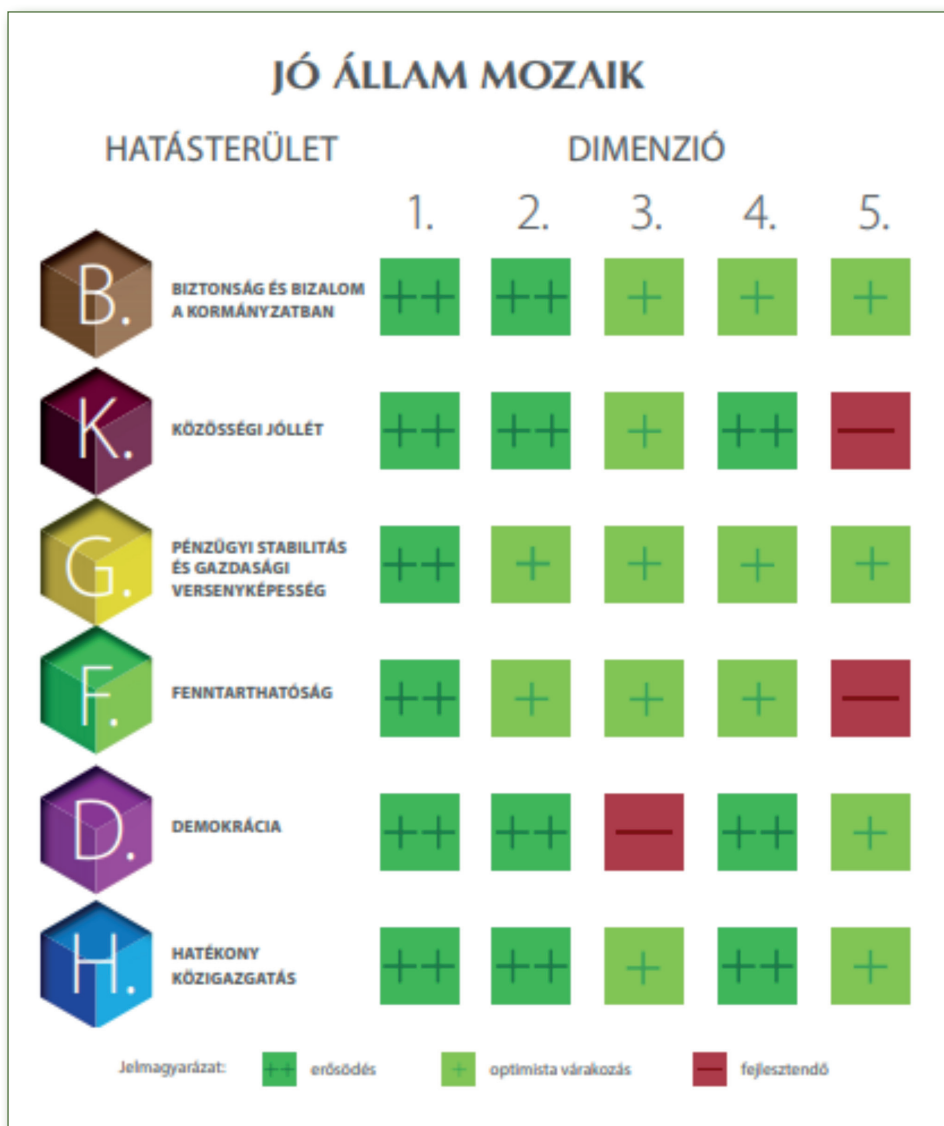 JÓ ÁLLAM MOZAIK
HATÁSTERÜLET DIMENZIÓ
1. 2. 3. 4. 5.
B. BIZTONSÁG ÉS BIZALOM
A KORMÁNYZATBAN
++ ++ + + +
K. KÖZÖSSÉGI JÓLLÉT
++ ++ + ++ —
G. PÉNZÜGYI STABILITÁS
ÉS GAZDASÁGI
VERSENYKÉPESSÉG
++ + + + +
F. FENNTARTHATÓSÁG
++ + + + —
D. DEMOKRÁCIA
++ ++ — ++ +
H. HATÉKONY
KÖZIGAZGATÁS
++ ++ + ++ +
Jelmagyarázat: ++ erősödés + optimista várakozás — fejlesztendő